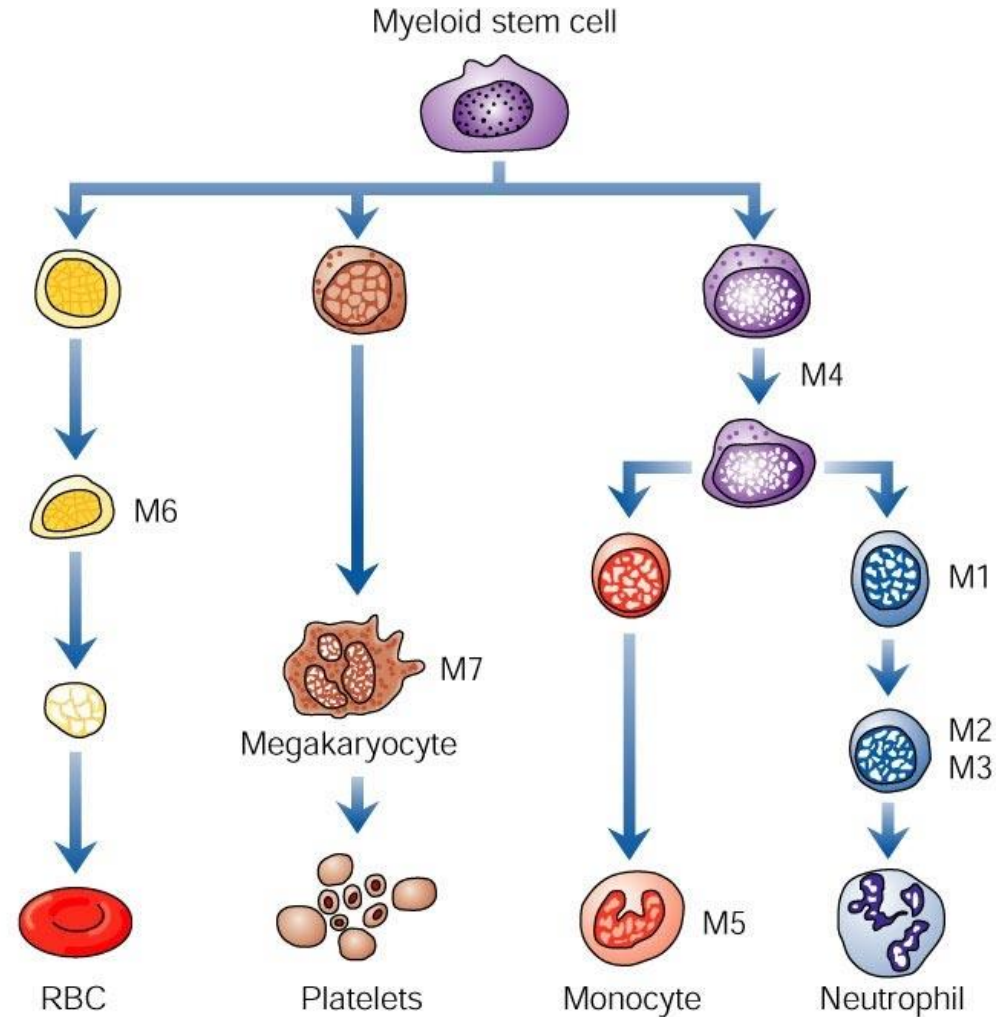 Myeloid stem cell
M4
M6
M1
M7
Megakaryocyte
M2
M3
M5
RBC
Platelets
Monocyte
Neutrophil